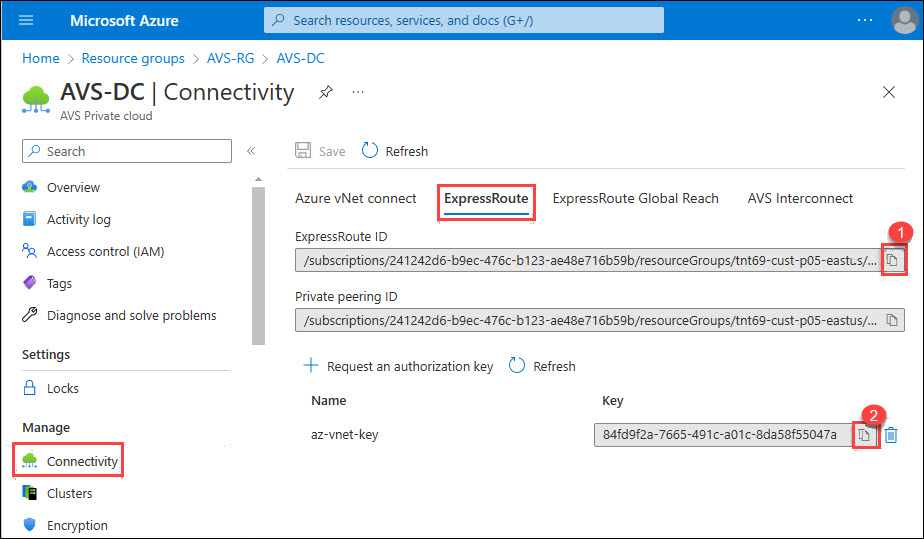 Microsoft Azure
Search resources, services, and docs (G+/)
Home > Resource groups > AVS-RG > AVS-DC
AVS-DC | Connectivity
AVS Private cloud
Search
Overview
Activity log
Access control (IAM)
Tags
Diagnose and solve problems
Settings
Locks
Manage
Connectivity
Clusters
Encryption
Save Refresh
Azure vNet connect ExpressRoute ExpressRoute Global Reach AVS Interconnect
1
ExpressRoute ID
/subscriptions/241242d6-b9ec-476c-b123-ae48e716b59b/resourceGroups/tnt69-cust-p05-eastus/...
Private peering ID
/subscriptions/241242d6-b9ec-476c-b123-ae48e716b59b/resourceGroups/tnt69-cust-p05-eastus/...
Request an authorization key Refresh
Name Key
2
az-vnet-key 84fd9f2a-7665-491c-a01c-8da58f55047a